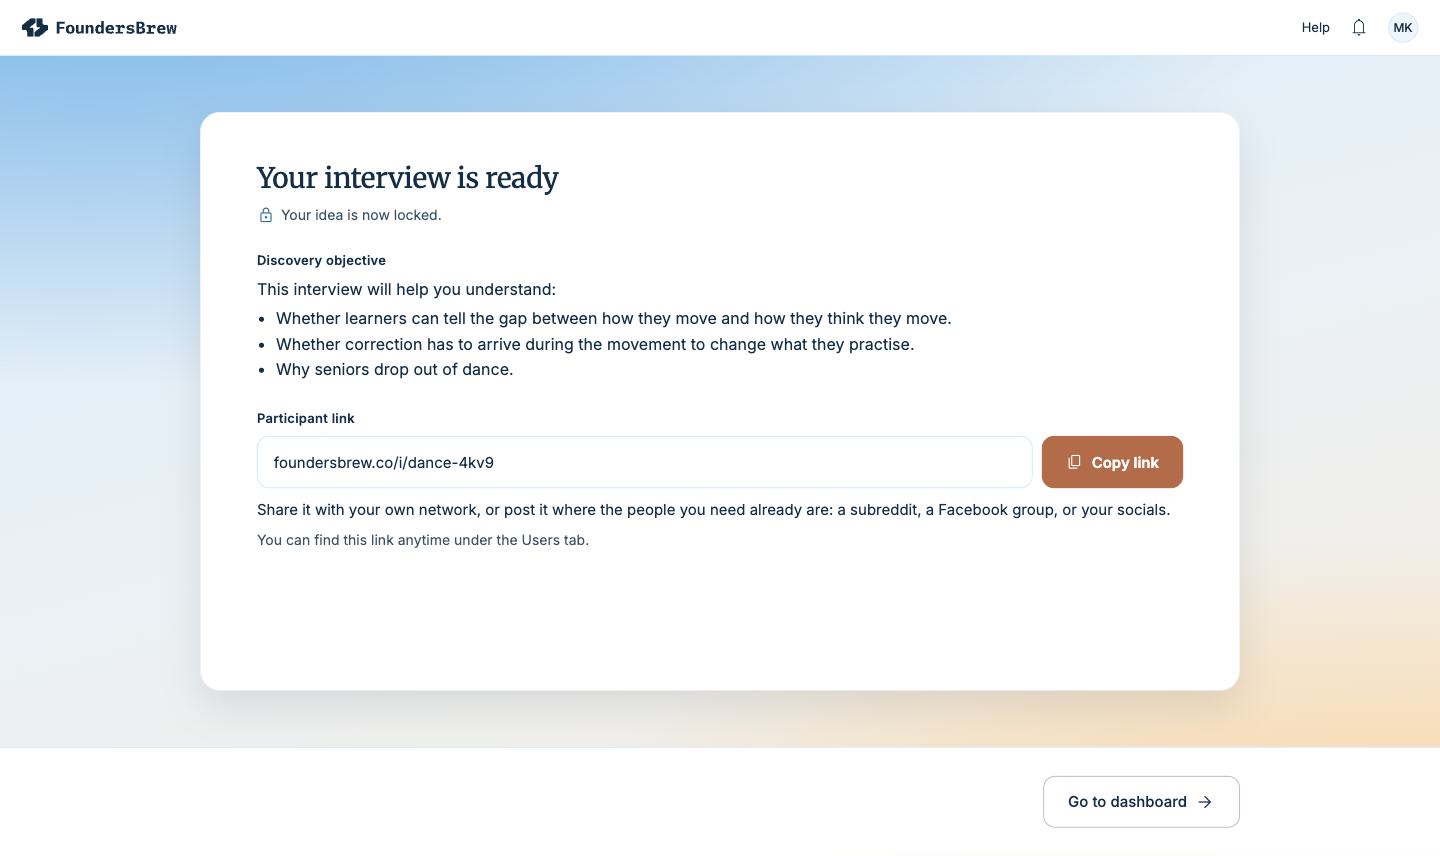 FoundersBrew
Help
MK
Your interview is ready
Your idea is now locked.
Discovery objective
This interview will help you understand:
• Whether learners can tell the gap between how they move and how they think they move.
• Whether correction has to arrive during the movement to change what they practise.
• Why seniors drop out of dance.
Participant link
foundersbrew.co/i/dance-4kv9
Copy link
Share it with your own network, or post it where the people you need already are: a subreddit, a Facebook group, or your socials.
You can find this link anytime under the Users tab.
Go to dashboard